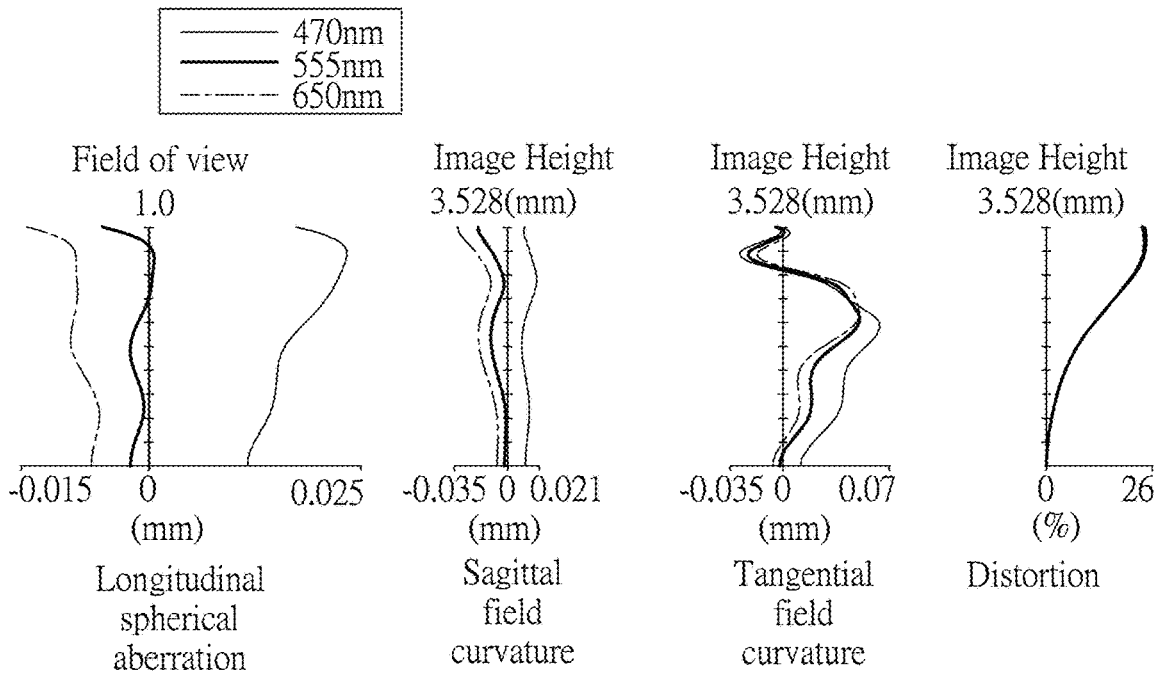 470nm
555nm
650nm
Field of view
1.0
-0.015 0 0.025
(mm)
Longitudinal
spherical
aberration
Image Height
3.528(mm)
-0.035 0 0.021
(mm)
Sagittal
field
curvature
Image Height
3.528(mm)
-0.035 0 0.07
(mm)
Tangential
field
curvature
Image Height
3.528(mm)
0 26
(%)
Distortion